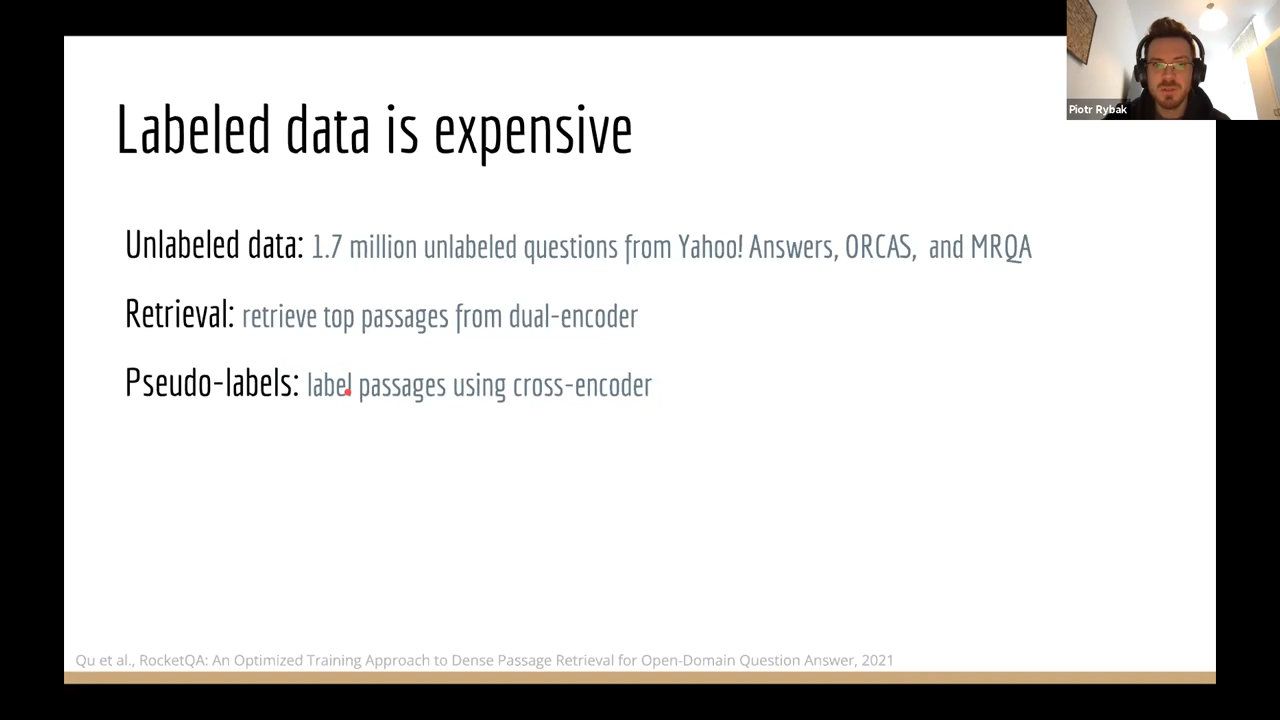 Piotr Rybak
Labeled data is expensive
Unlabeled data: 1.7 million unlabeled questions from Yahoo! Answers, ORCAS, and MRQA
Retrieval: retrieve top passages from dual-encoder
Pseudo-labels: label passages using cross-encoder
Qu et al., RocketQA: An Optimized Training Approach to Dense Passage Retrieval for Open-Domain Question Answer, 2021